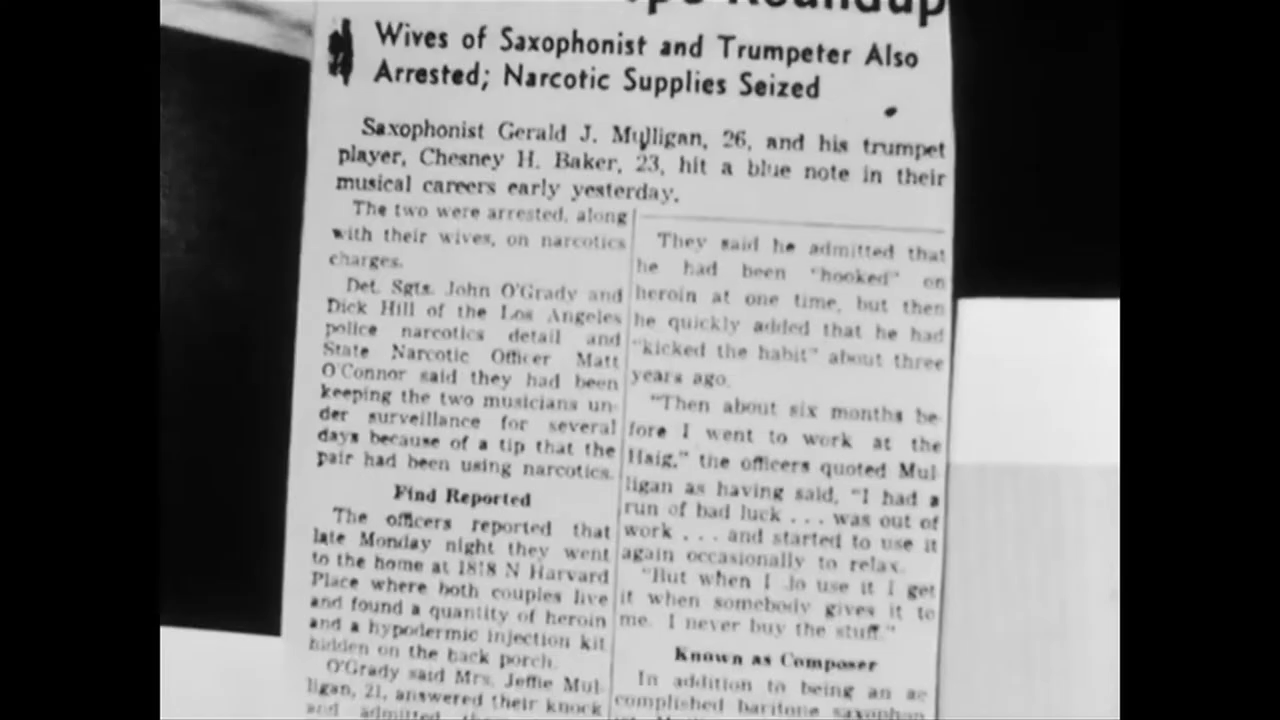 Roundup
Wives of Saxophonist and Trumpeter Also
Arrested; Narcotic Supplies Seized
Saxophonist Gerald J. Mulligan, 26, and his trumpet
player, Chesney H. Baker, 23, hit a blue note in their
musical careers early yesterday.
The two were arrested, along
with their wives, on narcotics
charges.
Det. Sgts. John O'Grady and
Dick Hill of the Los Angeles
police narcotics detail and
State Narcotic Officer Matt
O'Connor said they had been
keeping the two musicians un-
der surveillance for several
days because of a tip that the
pair had been using narcotics.
Find Reported
The officers reported that
late Monday night they went
to the home at 1818 N Harvard
Place where both couples live
and found a quantity of heroin
and a hypodermic injection kit
hidden on the back porch.
O'Grady said Mrs. Jeffie Mul-
ligan, 21, answered their knock
and admitted
They said he admitted that
he had been "hooked" on
heroin at one time, but then
he quickly added that he had
"kicked the habit" about three
years ago.
"Then about six months be-
fore I went to work at the
Haig," the officers quoted Mul-
ligan as having said, "I had a
run of bad luck . . . was out of
work . . . and started to use it
again occasionally to relax.
"But when I do use it I get
it when somebody gives it to
me. I never buy the stuff."
Known as Composer
In addition to being an ac-
complished baritone saxophon-